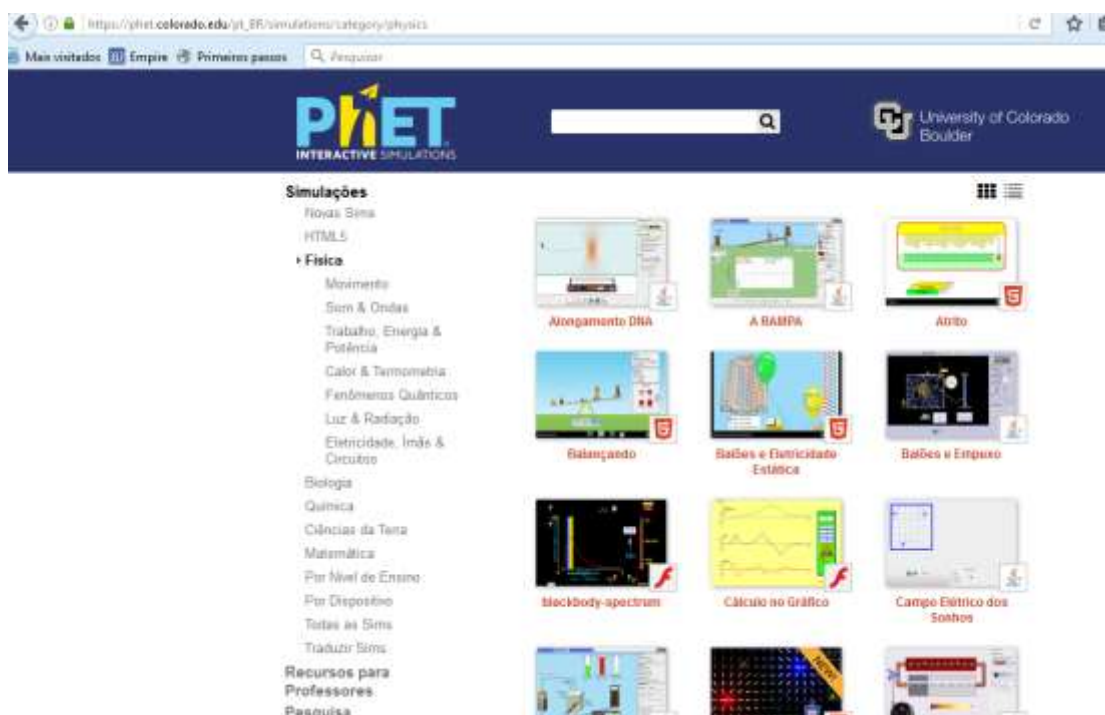 https://phet.colorado.edu/pt_BR/simulations/category/physics
Mais visitados Empire Primeiros passos Pesquisar
PhET
INTERACTIVE SIMULATIONS
University of Colorado
Boulder
Simulações
Novas Sims
HTML5
Física
Movimento
Som & Ondas
Trabalho, Energia &
Potência
Calor & Termometria
Fenômenos Quânticos
Luz & Radiação
Eletricidade, Imãs &
Circuitos
Biologia
Química
Ciências da Terra
Matemática
Por Nível de Ensino
Por Dispositivo
Todas as Sims
Traduzir Sims
Recursos para
Professores
Pesquisa
Alongamento DNA
A RAMPA
Atrito
Balançando
Balões e Eletricidade
Estática
Balões e Empuxo
blackbody-spectrum
Cálculo no Gráfico
Campo Elétrico dos
Sonhos
NEW!